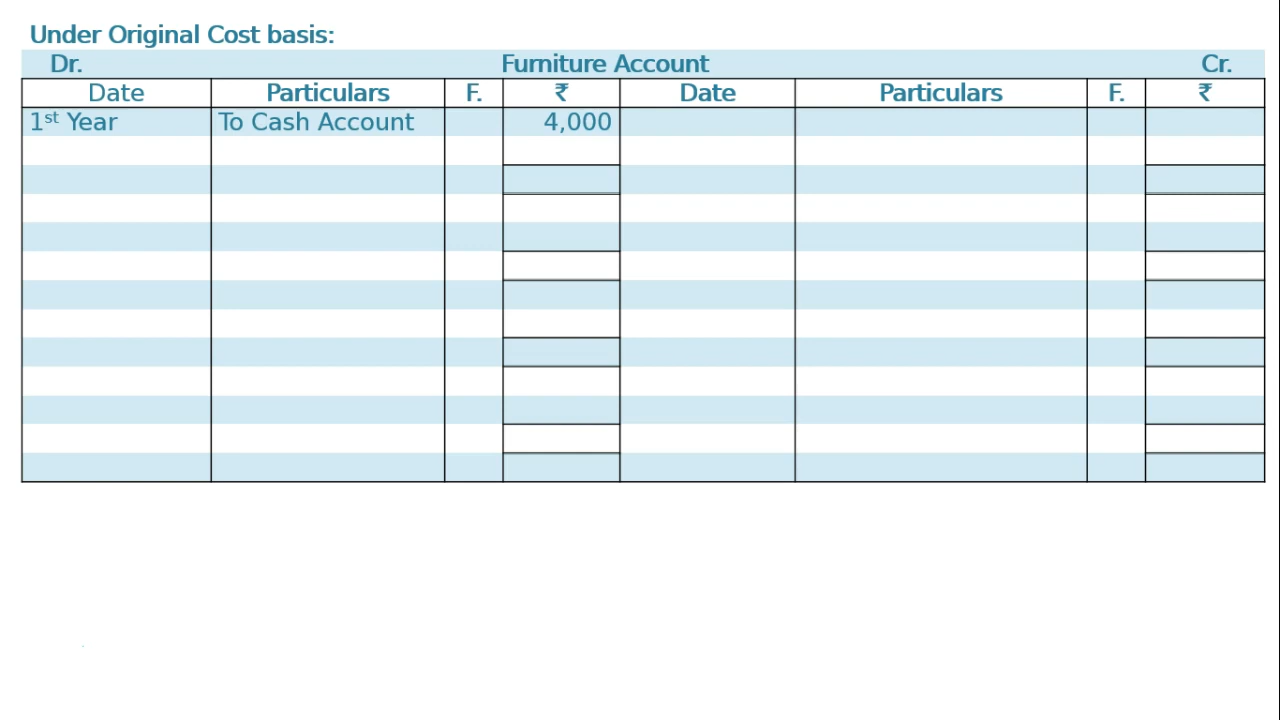 Under Original Cost basis:
Dr. Furniture Account Cr.
Date Particulars F. ₹ Date Particulars F. ₹
1st Year To Cash Account 4,000